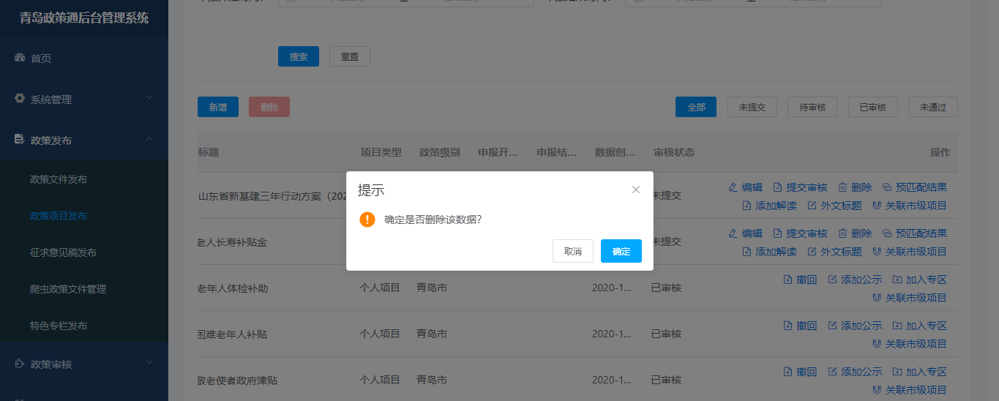 青岛政策通后台管理系统
首页
系统管理
政策发布
政策文件发布
政策项目发布
征求意见稿发布
爬虫政策文件管理
特色专栏发布
政策审核
搜索 重置
新增 删除 全部 未提交 待审核 已审核 未通过
标题 项目类型 政策级别 申报开... 申报结... 数据创... 审核状态 操作
山东省新基建三年行动方案（202 未提交 编辑 提交审核 删除 预匹配结果
添加解读 外文标题 关联市级项目
老人长寿补贴金 未提交 编辑 提交审核 删除 预匹配结果
添加解读 外文标题 关联市级项目
老年人体检补助 个人项目 青岛市 2020-1... 已审核 撤回 添加公示 加入专区
关联市级项目
困难老年人补贴 个人项目 青岛市 2020-1... 已审核 撤回 添加公示 加入专区
关联市级项目
敬老使者政府津贴 个人项目 青岛市 2020-1... 已审核 撤回 添加公示 加入专区
关联市级项目
提示
确定是否删除该数据?
取消 确定